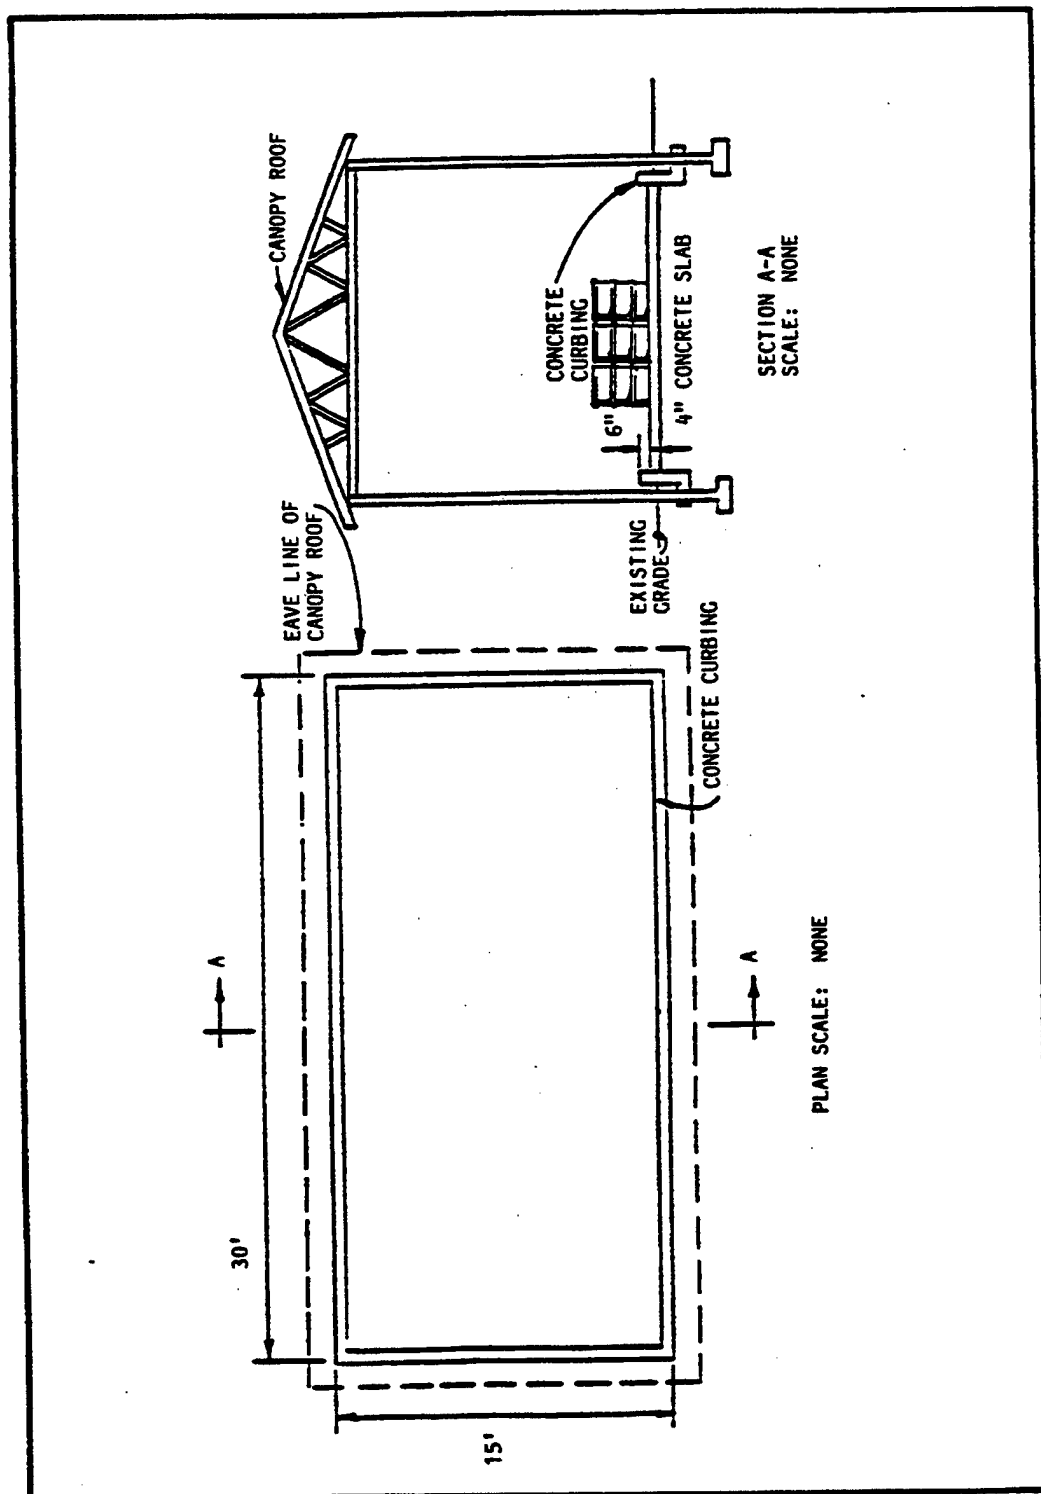 CANOPY ROOF
EAVE LINE OF
CANOPY ROOF
30'
15'
A
A
CONCRETE CURBING
PLAN SCALE: NONE
EXISTING
GRADE
6"
4" CONCRETE SLAB
CONCRETE
CURBING
SECTION A-A
SCALE: NONE